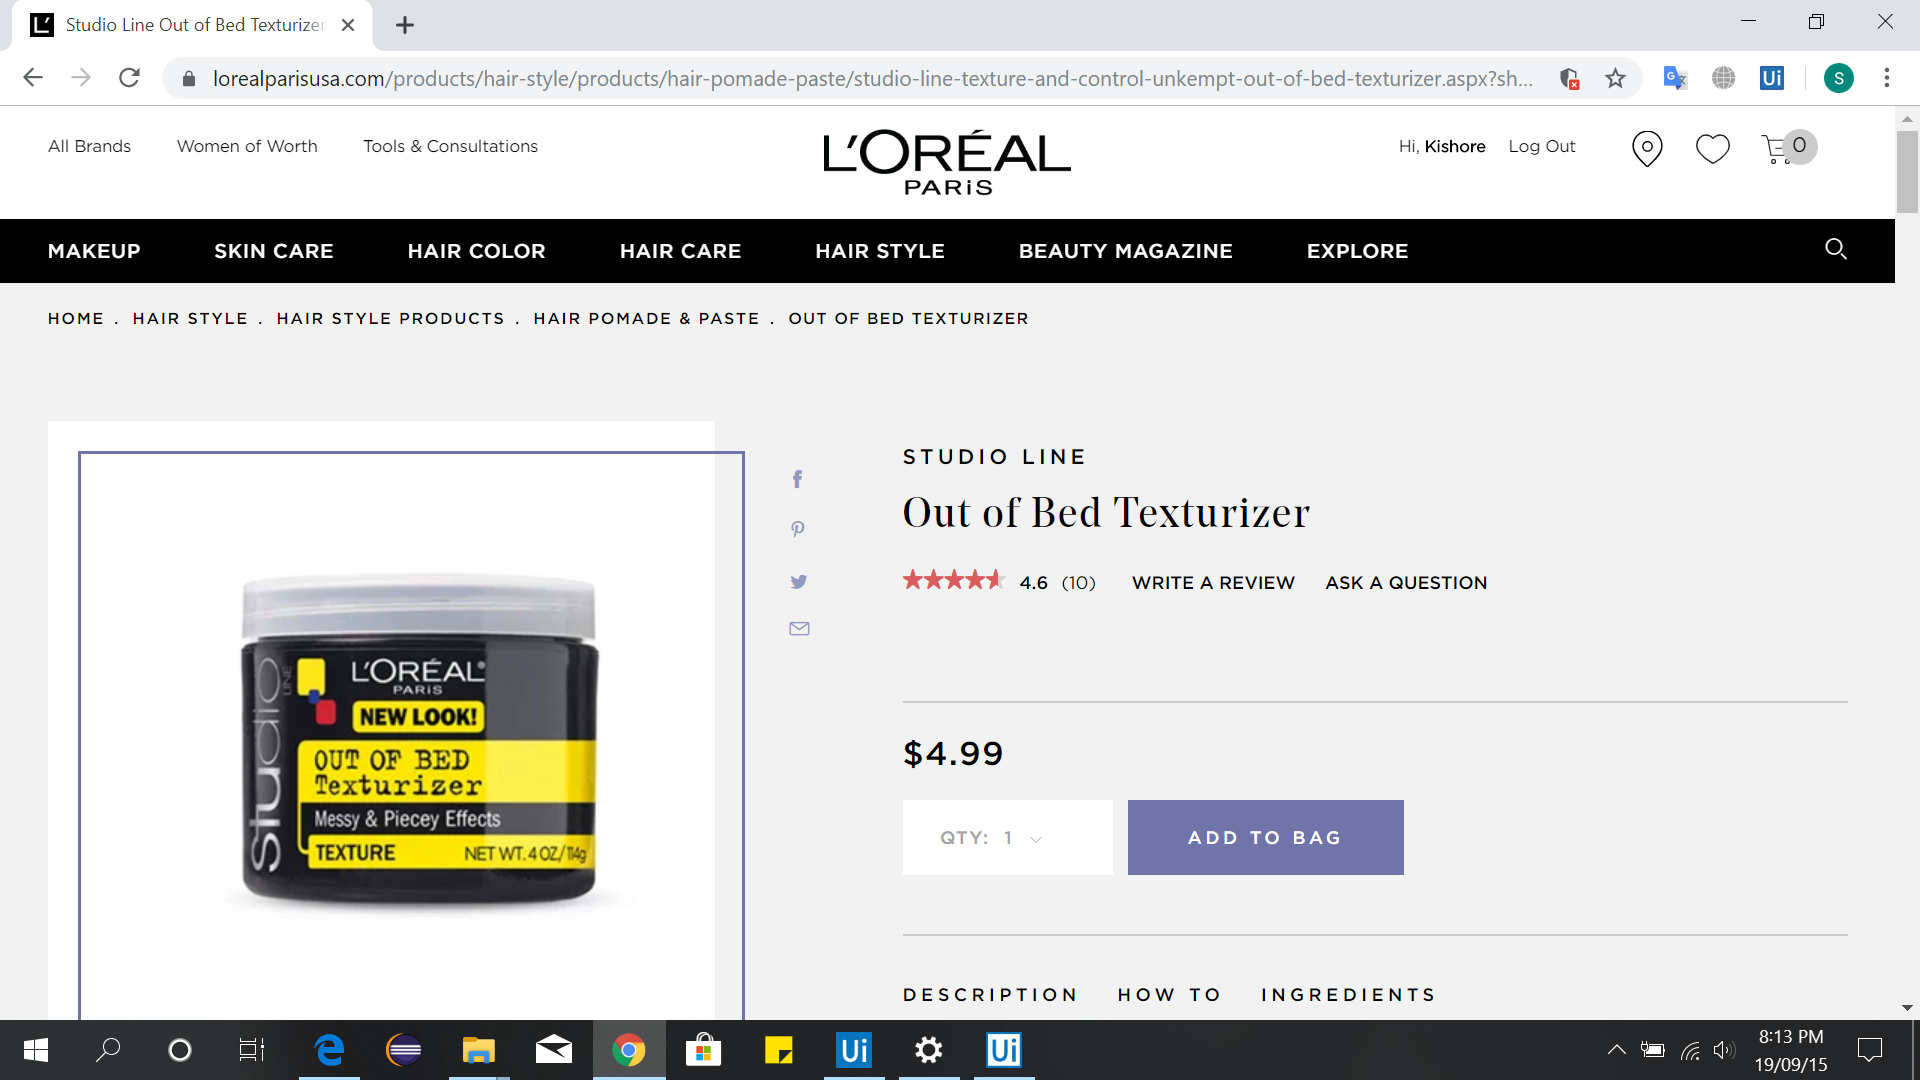 Studio Line Out of Bed Texturizer
lorealparisusa.com/products/hair-style/products/hair-pomade-paste/studio-line-texture-and-control-unkempt-out-of-bed-texturizer.aspx?sh...
Ui
S
All Brands
Women of Worth
Tools & Consultations
L'ORÉAL
PARiS
Hi, Kishore
Log Out
0
MAKEUP
SKIN CARE
HAIR COLOR
HAIR CARE
HAIR STYLE
BEAUTY MAGAZINE
EXPLORE
HOME . HAIR STYLE . HAIR STYLE PRODUCTS . HAIR POMADE & PASTE . OUT OF BED TEXTURIZER
studio
LINE
L'ORÉAL®
PARiS
NEW LOOK!
OUT OF BED
Texturizer
Messy & Piecey Effects
TEXTURE
NET WT. 4 OZ/114g
STUDIO LINE
Out of Bed Texturizer
4.6 (10)
WRITE A REVIEW
ASK A QUESTION
$4.99
QTY: 1
ADD TO BAG
DESCRIPTION
HOW TO
INGREDIENTS
Ui
Ui
8:13 PM
19/09/15